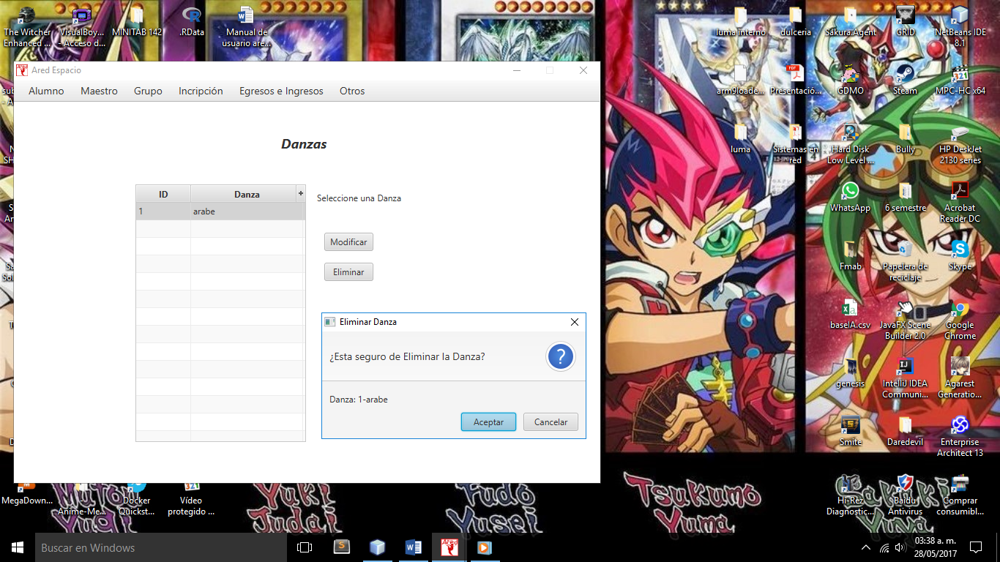 The Witcher
Enhanced ...
VisualBoy...
- Acceso d...
MINITAB 142
.RData
Manual de
usuario are...
luma interno
dulceria
Sakura.Agent
GRID
NetBeans IDE
8.1
Ared Espacio
Alumno Maestro Grupo Incripción Egresos e Ingresos Otros
arm9loade...
Presentació...
GDMO
Steam
MPC-HC x64
Danzas
luma
Sistemas en
red
Hard Disk
Low Level ...
Bully
HP DeskJet
2130 series
ID Danza +
1 arabe
Seleccione una Danza
Modificar
Eliminar
WhatsApp
6 semestre
Acrobat
Reader DC
Fmab
Papelera de
reciclaje
Skype
Eliminar Danza
¿Esta seguro de Eliminar la Danza?
Danza: 1-arabe
Aceptar Cancelar
baseIA.csv
JavaFX Scene
Builder 2.0
Google
Chrome
genesis
IntelliJ IDEA
Communi...
Agarest
Generatio...
Smite
Daredevil
Enterprise
Architect 13
MegaDown...
Anime-Me...
Docker
Quickst...
Vídeo
protegido ...
Hi-Rez
Diagnostic...
Baidu
Antivirus
Comprar
consumibl...
Yuki
Judai
Fudo
Yusei
Tsukumo
Yuma
Buscar en Windows
03:38 a. m.
28/05/2017